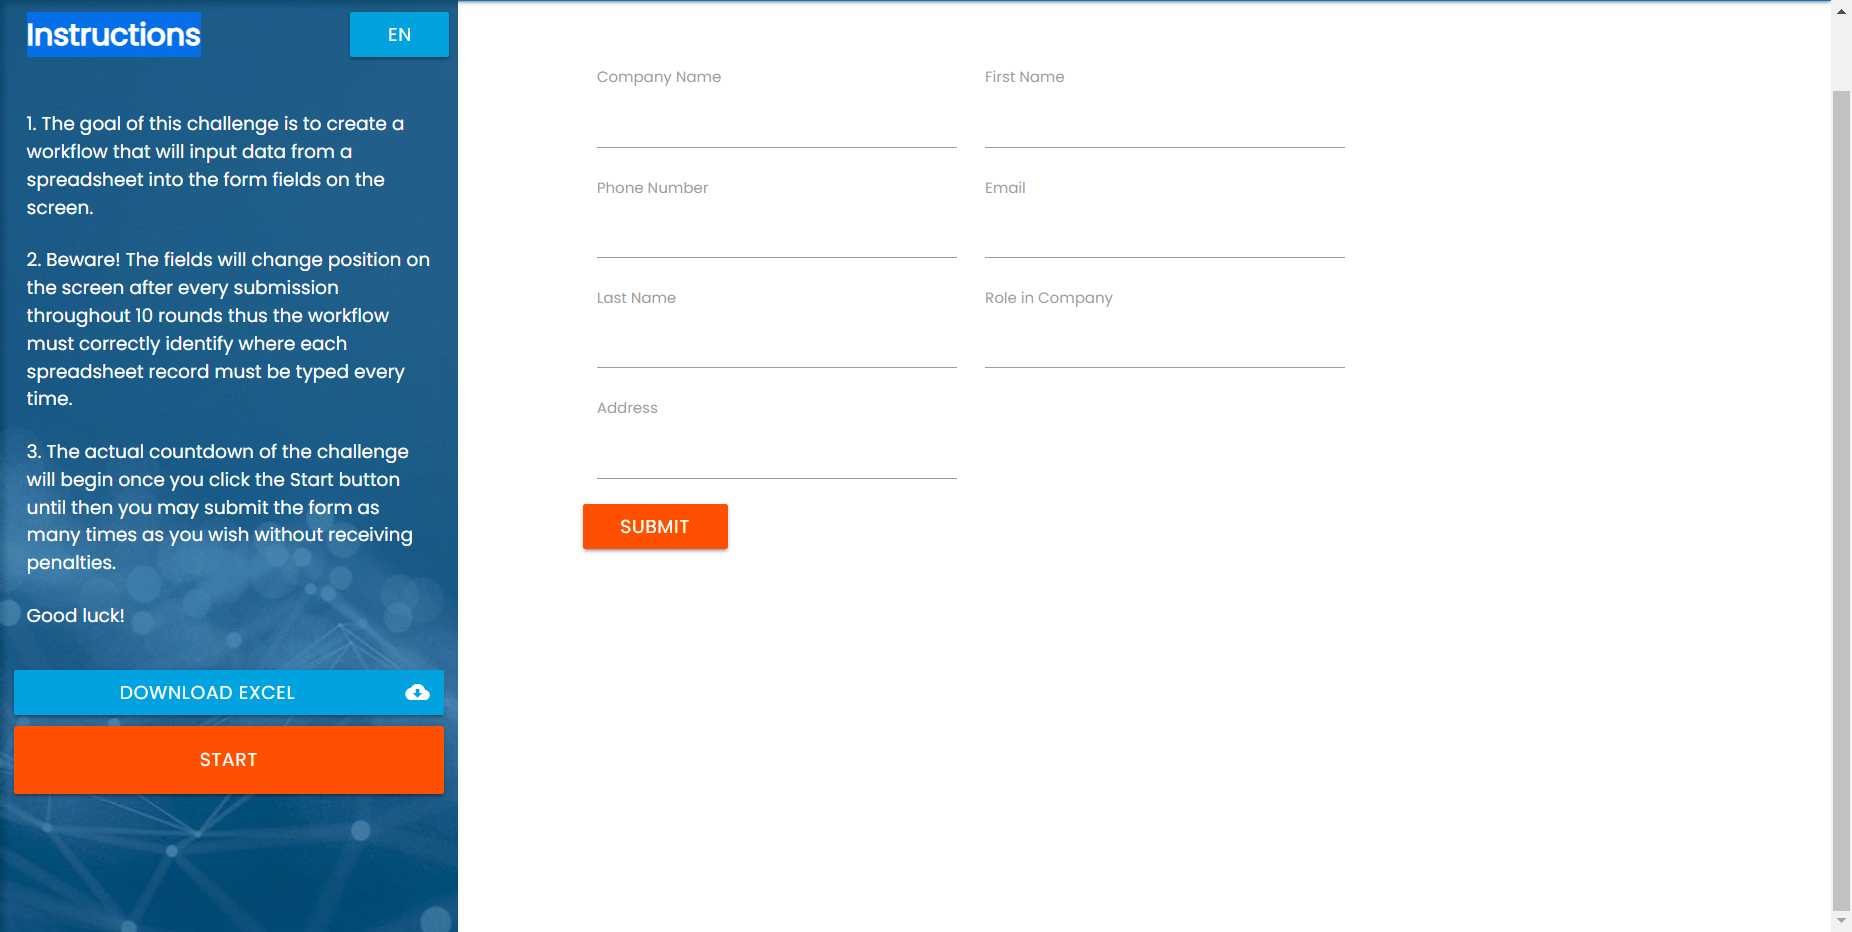 Instructions
EN
1. The goal of this challenge is to create a
workflow that will input data from a
spreadsheet into the form fields on the
screen.
2. Beware! The fields will change position on
the screen after every submission
throughout 10 rounds thus the workflow
must correctly identify where each
spreadsheet record must be typed every
time.
3. The actual countdown of the challenge
will begin once you click the Start button
until then you may submit the form as
many times as you wish without receiving
penalties.
Good luck!
DOWNLOAD EXCEL
START
Company Name
First Name
Phone Number
Email
Last Name
Role in Company
Address
SUBMIT